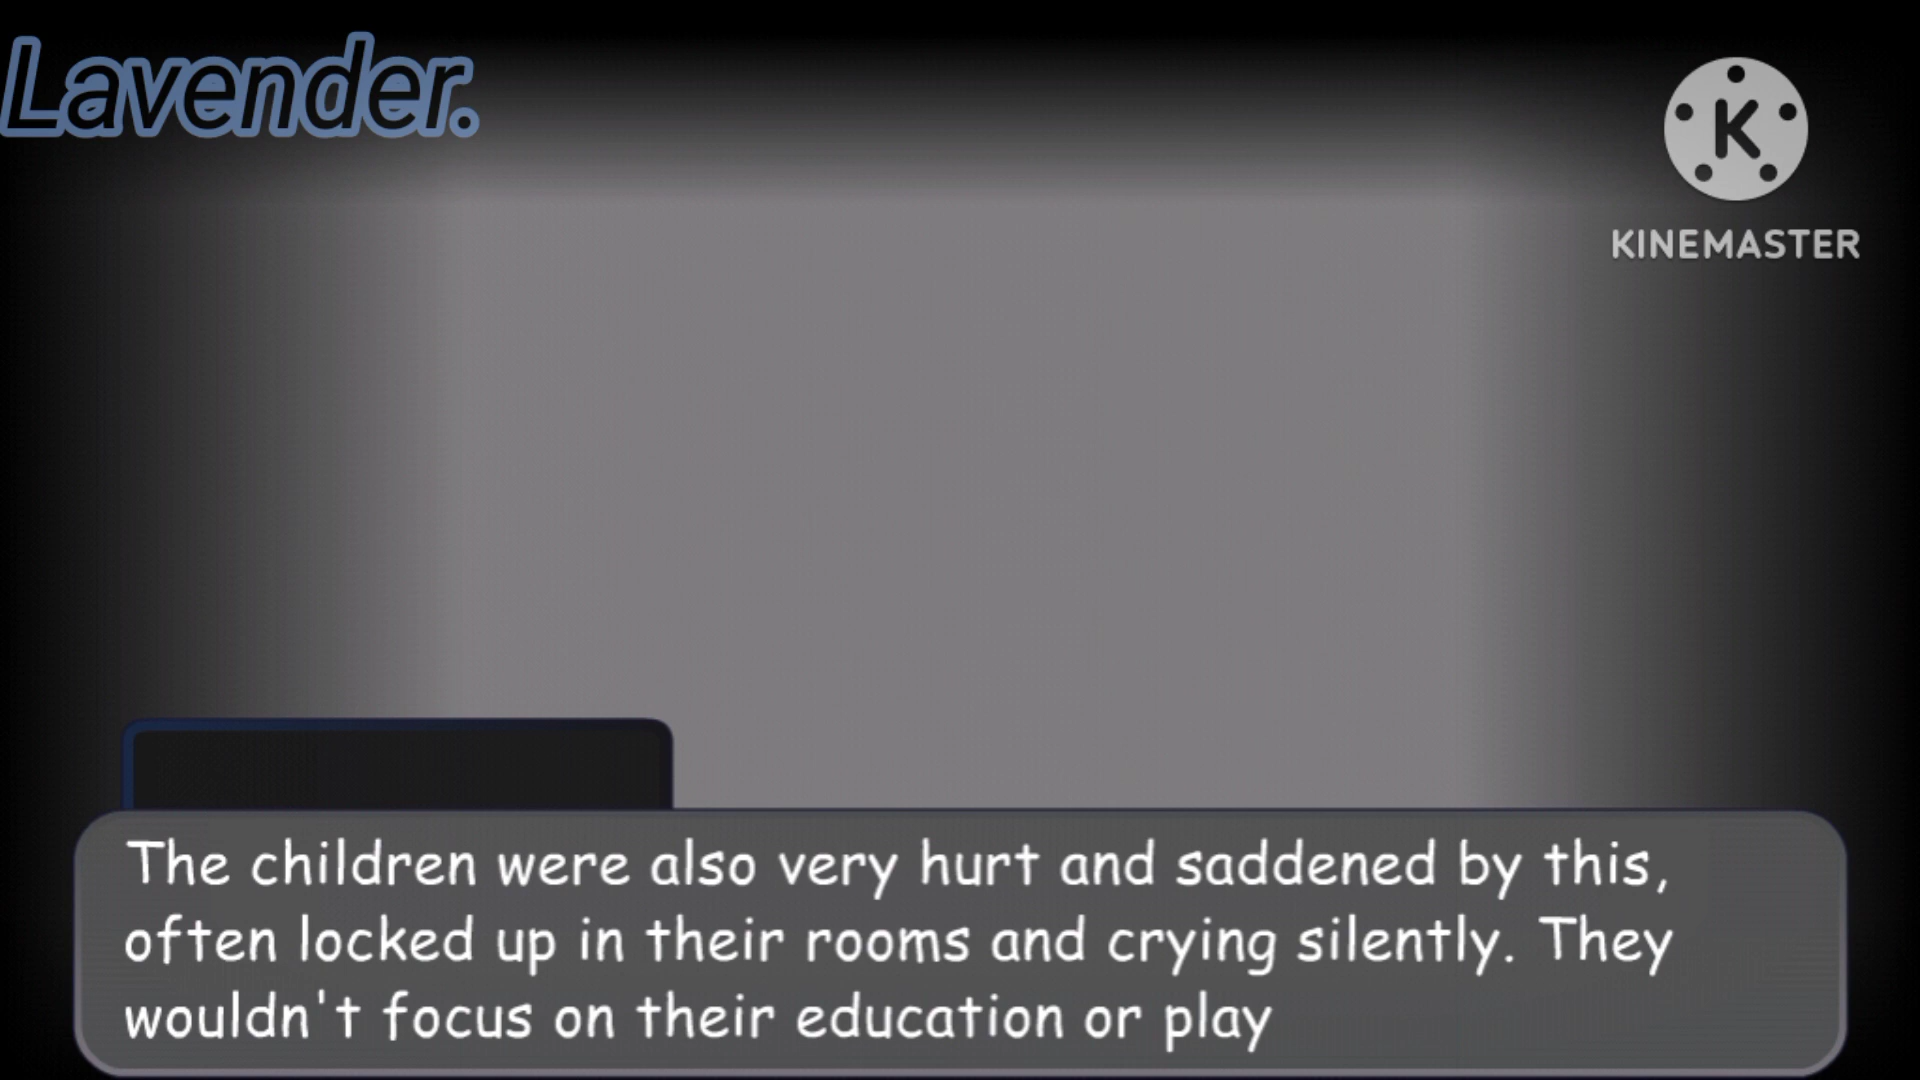 Lavender.
K
KINEMASTER
The children were also very hurt and saddened by this,
often locked up in their rooms and crying silently. They
wouldn't focus on their education or play